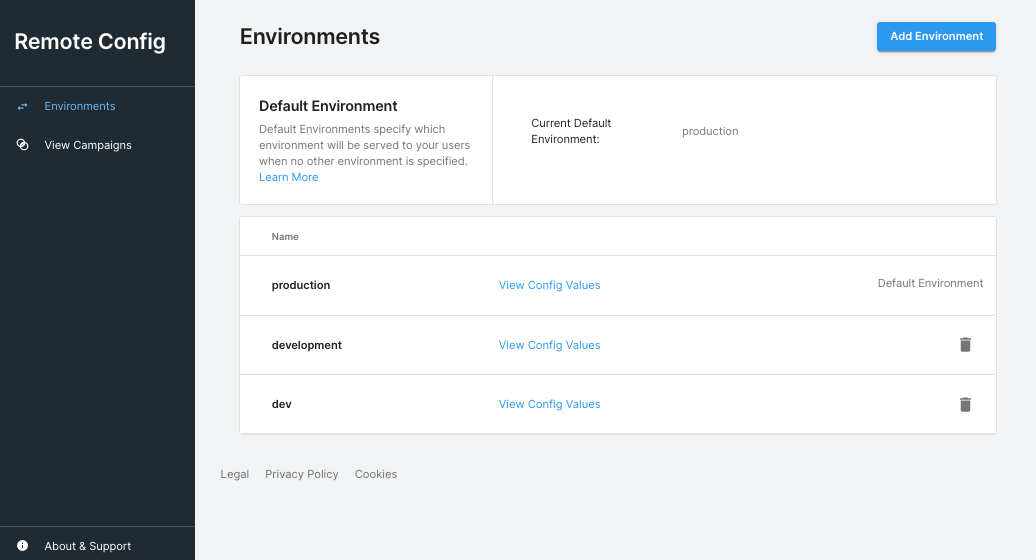 Remote Config
Environments
View Campaigns
About & Support
Environments
Add Environment
Default Environment
Default Environments specify which
environment will be served to your users
when no other environment is specified.
Learn More
Current Default
Environment:
production
Name
production
View Config Values
Default Environment
development
View Config Values
dev
View Config Values
Legal
Privacy Policy
Cookies